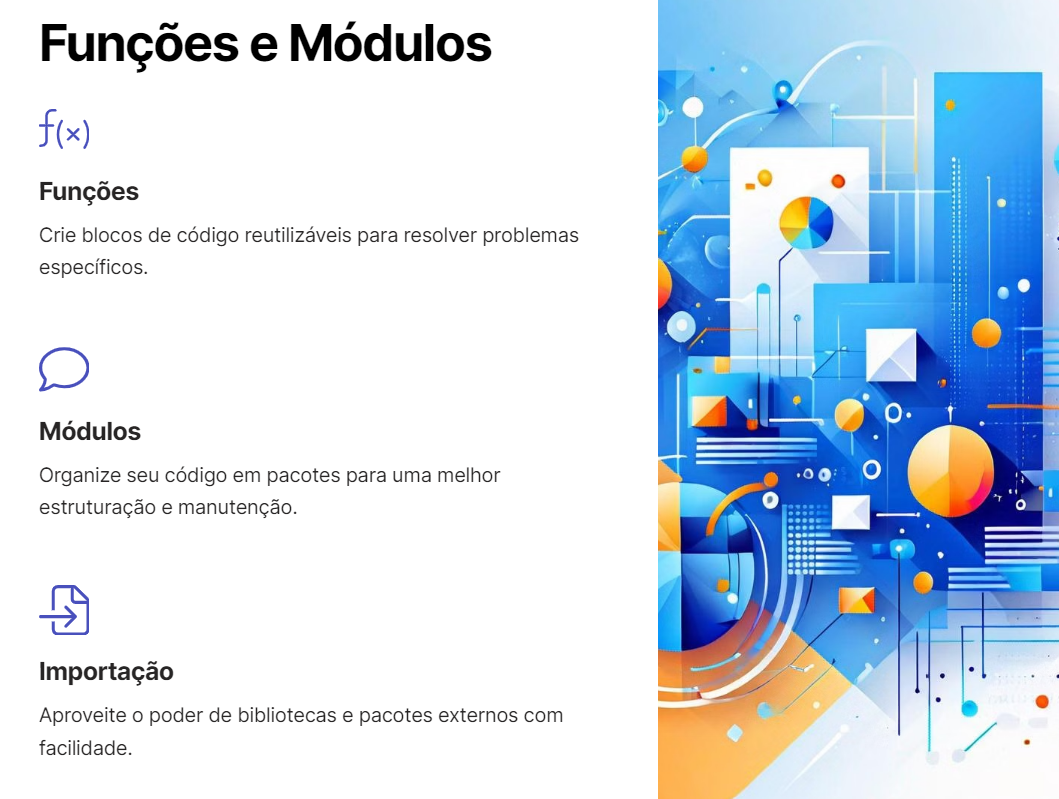 Funções e Módulos
f(x)
Funções
Crie blocos de código reutilizáveis para resolver problemas
específicos.
Módulos
Organize seu código em pacotes para uma melhor
estruturação e manutenção.
Importação
Aproveite o poder de bibliotecas e pacotes externos com
facilidade.